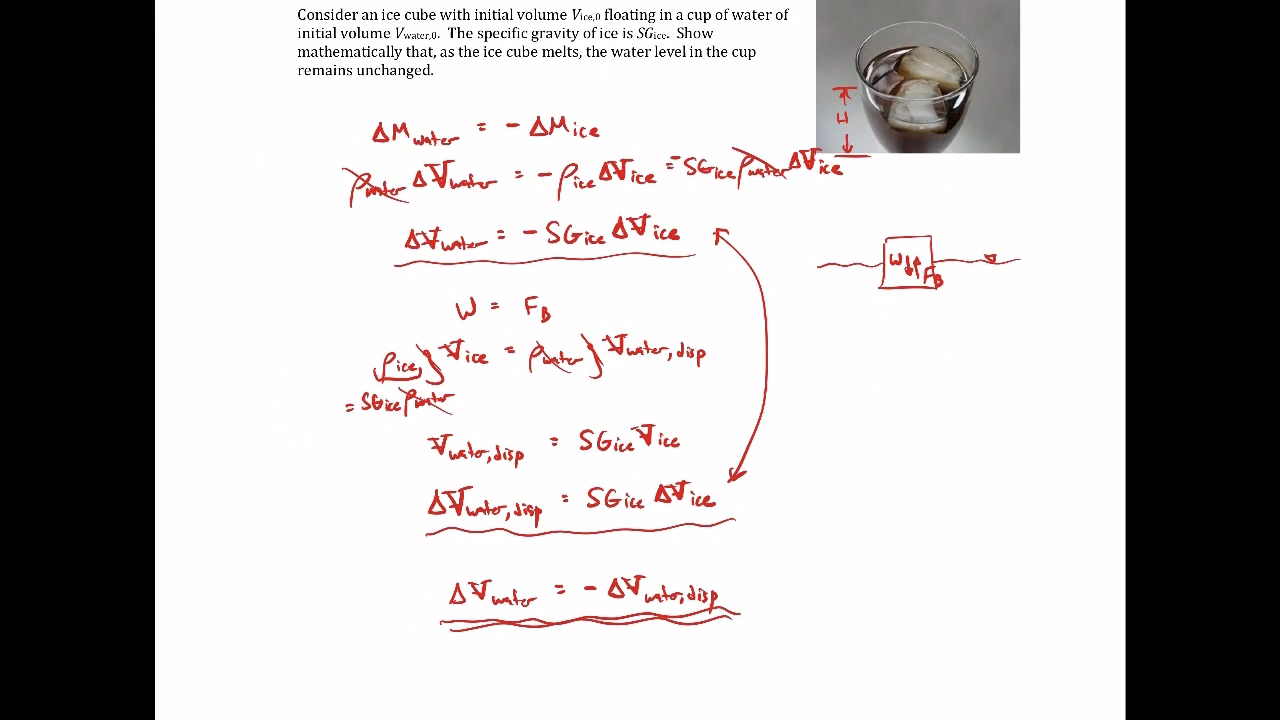 Consider an ice cube with initial volume Vice,0 floating in a cup of water of
initial volume Vwater,0. The specific gravity of ice is SGice. Show
mathematically that, as the ice cube melts, the water level in the cup
remains unchanged.
H
ΔMwater = - ΔMice
ρwater ΔVwater = - ρice ΔVice = - SGice ρwater ΔVice
ΔVwater = - SGice ΔVice
W FB
W = FB
ρice g Vice = ρwater g Vwater,disp
= SGice ρwater
Vwater,disp = SGice Vice
ΔVwater,disp = SGice ΔVice
ΔVwater = - ΔVwater,disp